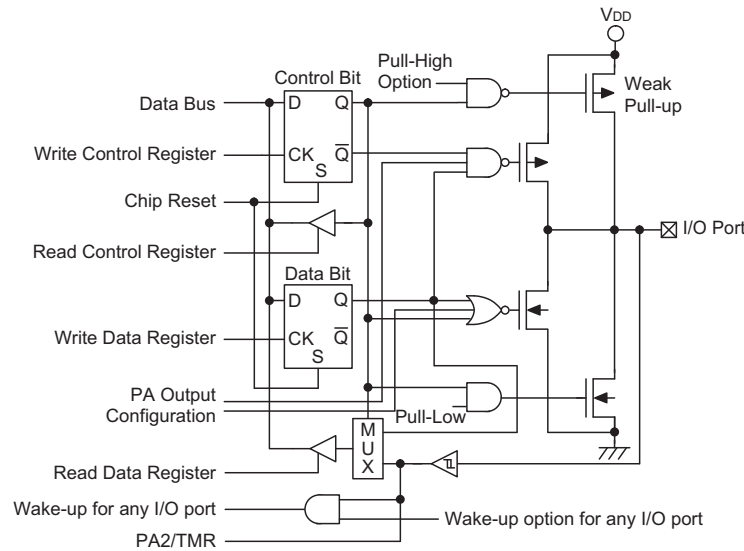 VDD
Pull-High
Option
Control Bit
Weak
Pull-up
Data Bus
D
Q
Write Control Register
CK
Q
S
Chip Reset
I/O Port
Read Control Register
Data Bit
D
Q
Write Data Register
CK
Q
S
PA Output
Configuration
Pull-Low
M
U
X
Read Data Register
Wake-up for any I/O port
Wake-up option for any I/O port
PA2/TMR